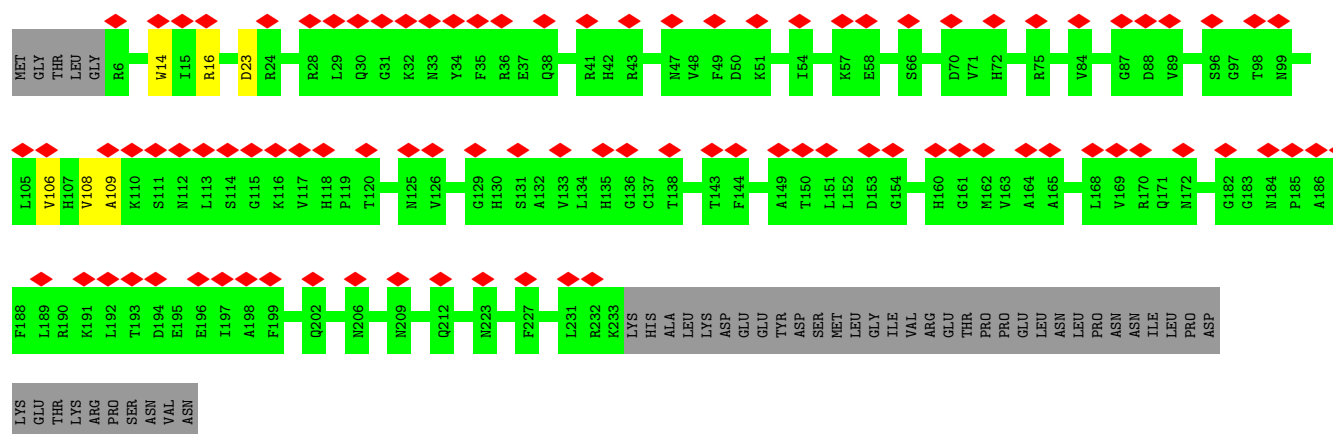 MET GLY THR LEU GLY R6 W14 I15 R16 D23 R24 R28 L29 Q30 G31 K32 N33 Y34 F35 R36 E37 Q38 R41 H42 R43 N47 V48 F49 D50 K51 I54 K57 E58 S66 D70 V71 H72 R75 V84 G87 D88 V89 S96 G97 T98 N99
L105 V106 H107 V108 A109 K110 S111 N112 L113 S114 G115 K116 V117 H118 P119 T120 N125 V126 G129 H130 S131 A132 V133 L134 H135 G136 C137 T138 T143 F144 A149 T150 L151 L152 D153 G154 H160 G161 M162 V163 A164 A165 L168 V169 R170 Q171 N172 G182 G183 N184 P185 A186
F188 L189 R190 K191 L192 T193 D194 E195 E196 I197 A198 F199 Q202 N206 N209 Q212 N223 F227 L231 R232 K233 LYS HIS ALA LEU LYS ASP GLU GLU TYR ASP SER MET LEU GLY ILE VAL ARG GLU THR PRO PRO GLU LEU ASN LEU PRO ASN ASN ILE LEU PRO ASP
LYS GLU THR LYS ARG PRO SER ASN VAL ASN